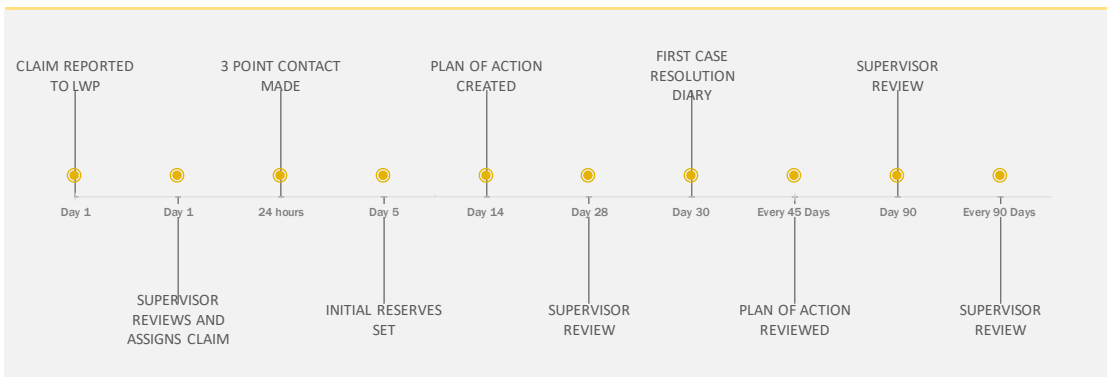 CLAIM REPORTED
TO LWP
3 POINT CONTACT
MADE
PLAN OF ACTION
CREATED
FIRST CASE
RESOLUTION
DIARY
SUPERVISOR
REVIEW
Day 1
Day 1
24 hours
Day 5
Day 14
Day 28
Day 30
Every 45 Days
Day 90
Every 90 Days
SUPERVISOR
REVIEWS AND
ASSIGNS CLAIM
INITIAL RESERVES
SET
SUPERVISOR
REVIEW
PLAN OF ACTION
REVIEWED
SUPERVISOR
REVIEW